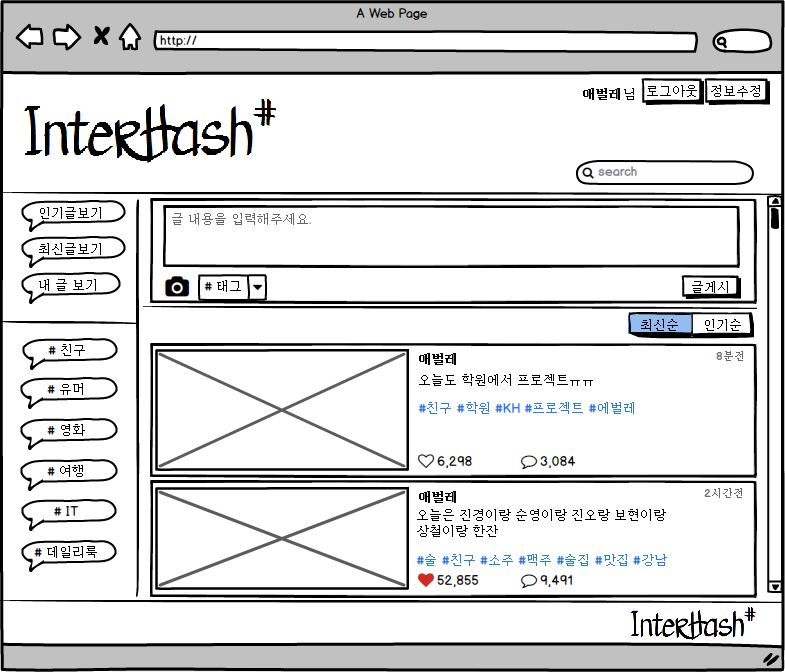 A Web Page
http://
애벌레 님 로그아웃 정보수정
InterHash#
search
인기글보기
최신글보기
내 글 보기
# 친구
# 유머
# 영화
# 여행
# IT
# 데일리룩
글 내용을 입력해주세요.
# 태그
글게시
최신순 인기순
애벌레 8분전
오늘도 학원에서 프로젝트ㅠㅠ
#친구 #학원 #KH #프로젝트 #에벌레
6,298 3,084
애벌레 2시간전
오늘은 진경이랑 순영이랑 진오랑 보현이랑
상철이랑 한잔
#술 #친구 #소주 #맥주 #술집 #맛집 #강남
52,855 9,491
InterHash#